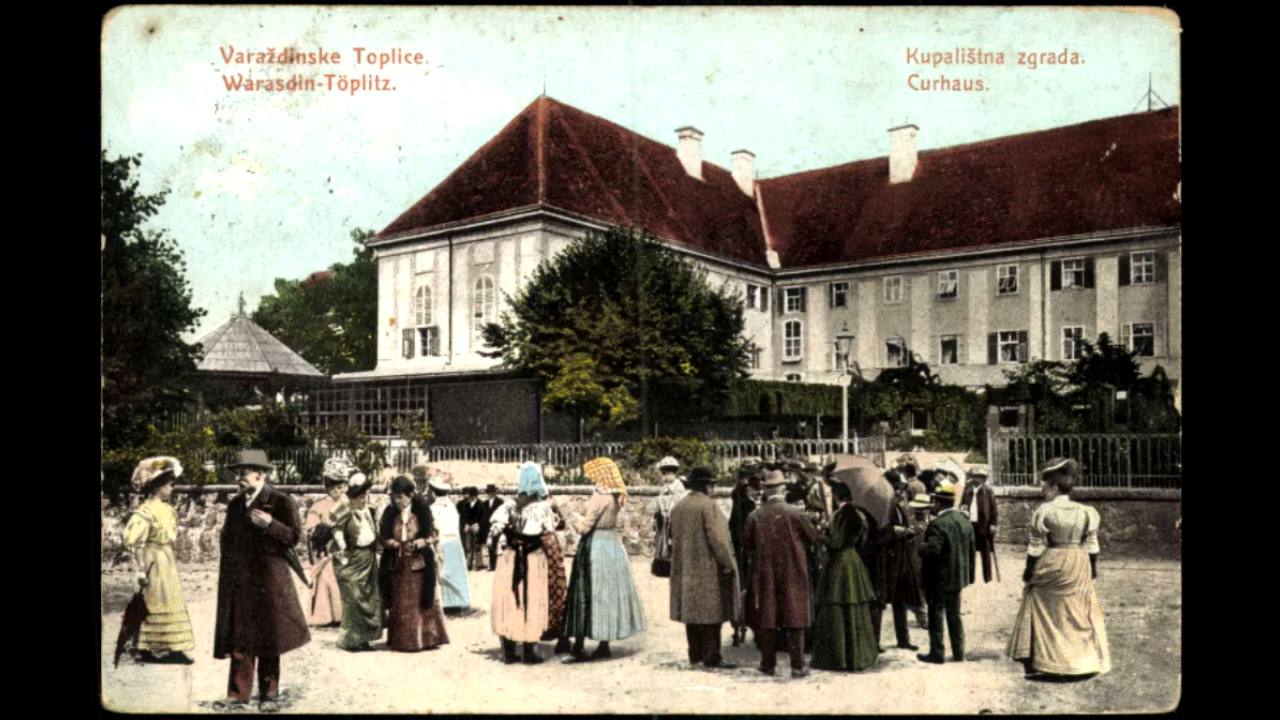 Varaždinske Toplice.
Warasdin-Töplitz.
Kupalištna zgrada.
Curhaus.